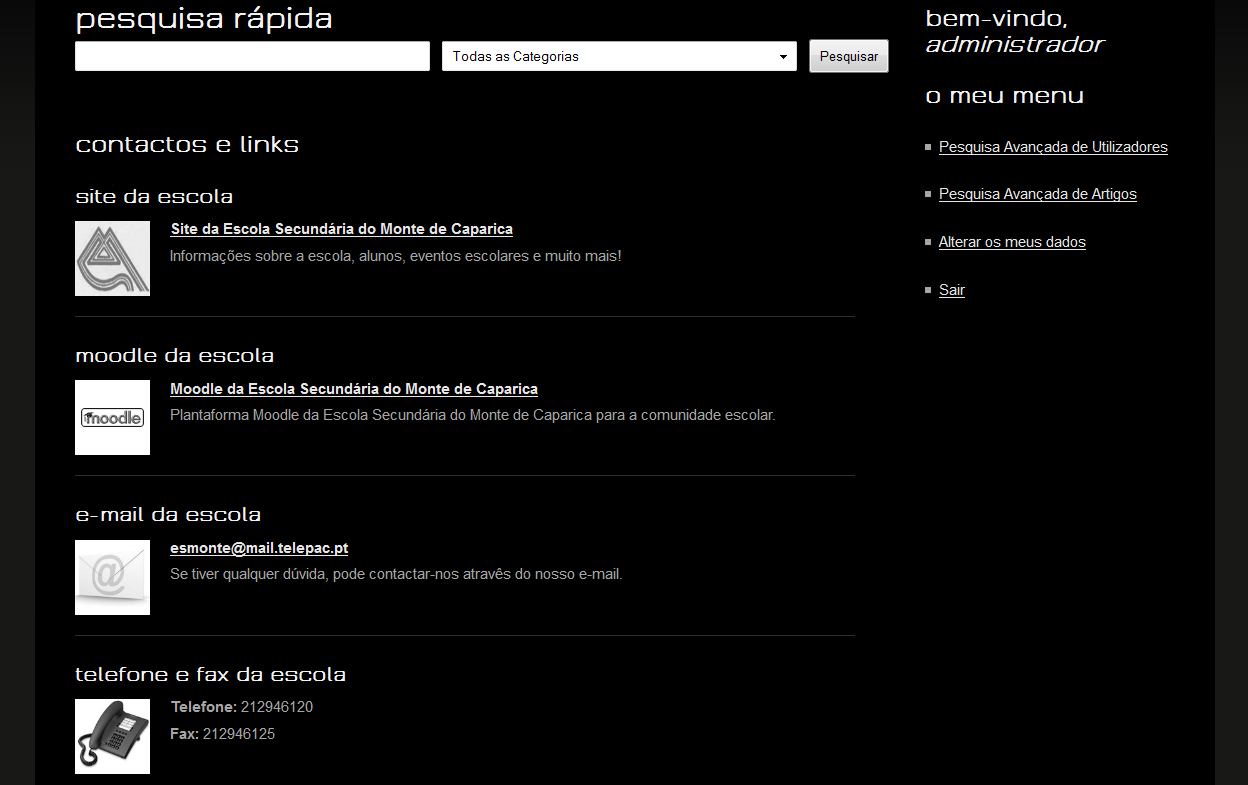 pesquisa rápida
Todas as Categorias
Pesquisar
contactos e links
site da escola
Site da Escola Secundária do Monte de Caparica
Informações sobre a escola, alunos, eventos escolares e muito mais!
moodle da escola
moodle
Moodle da Escola Secundária do Monte de Caparica
Plantaforma Moodle da Escola Secundária do Monte de Caparica para a comunidade escolar.
e-mail da escola
@
esmonte@mail.telepac.pt
Se tiver qualquer dúvida, pode contactar-nos atravês do nosso e-mail.
telefone e fax da escola
Telefone: 212946120
Fax: 212946125
bem-vindo,
administrador
o meu menu
Pesquisa Avançada de Utilizadores
Pesquisa Avançada de Artigos
Alterar os meus dados
Sair